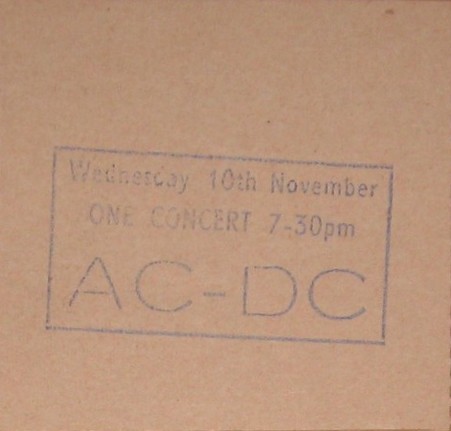 Wednesday 10th November
ONE CONCERT 7-30pm
AC-DC